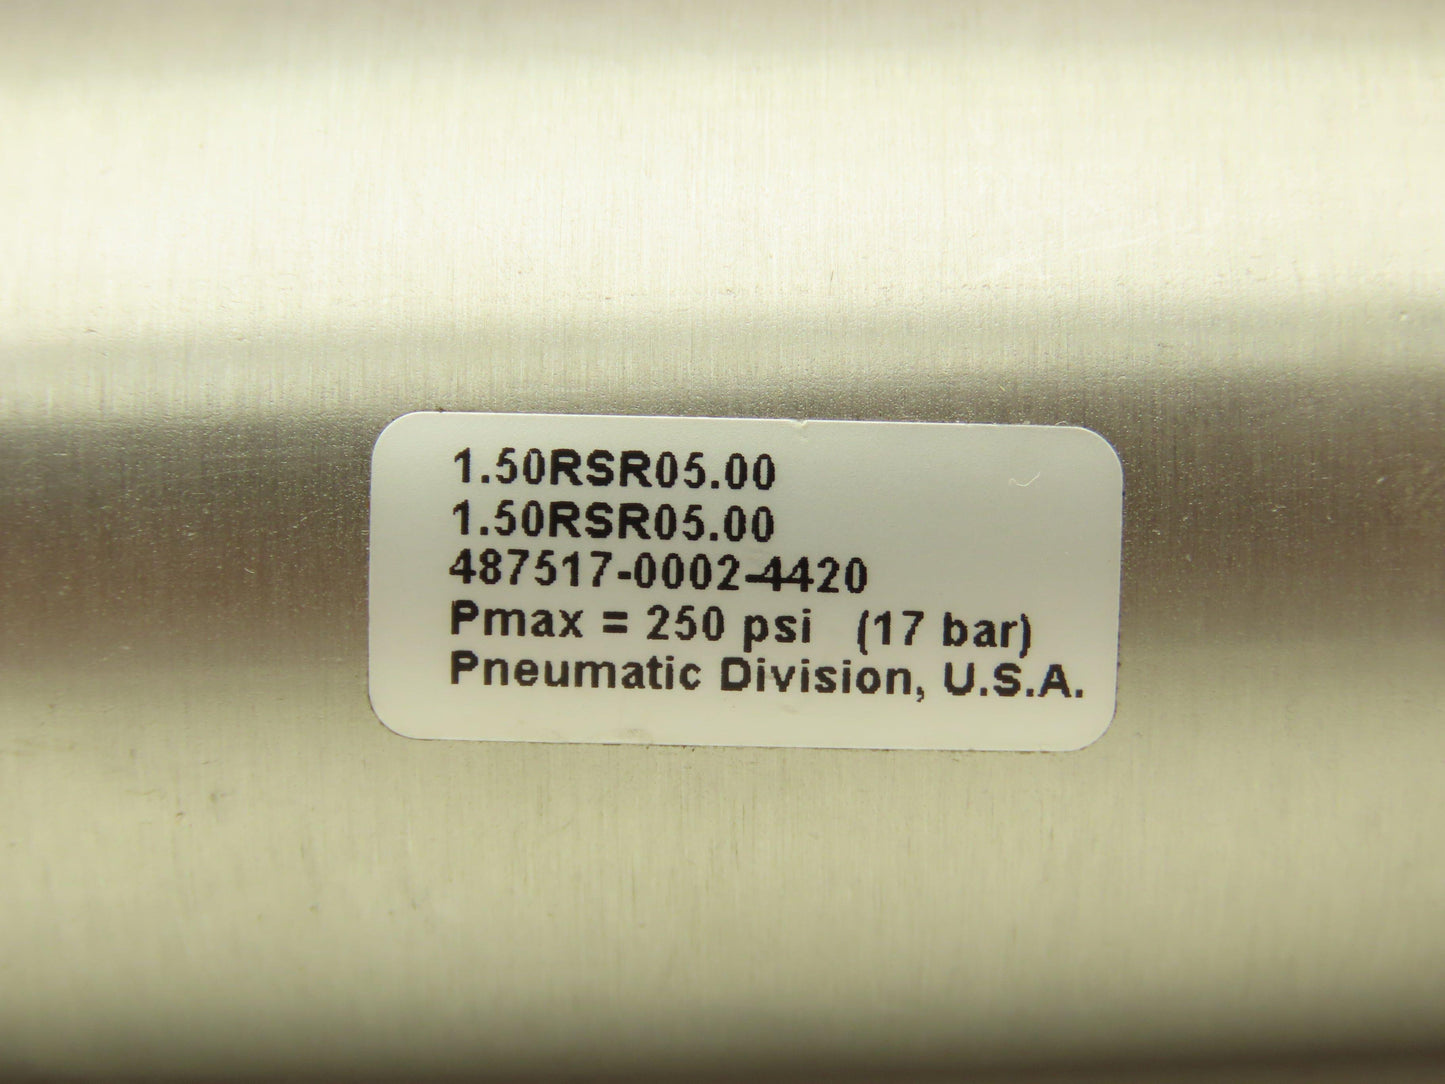 1.50RSR05.00
1.50RSR05.00
487517-0002-4420
Pmax = 250 psi (17 bar)
Pneumatic Division, U.S.A.